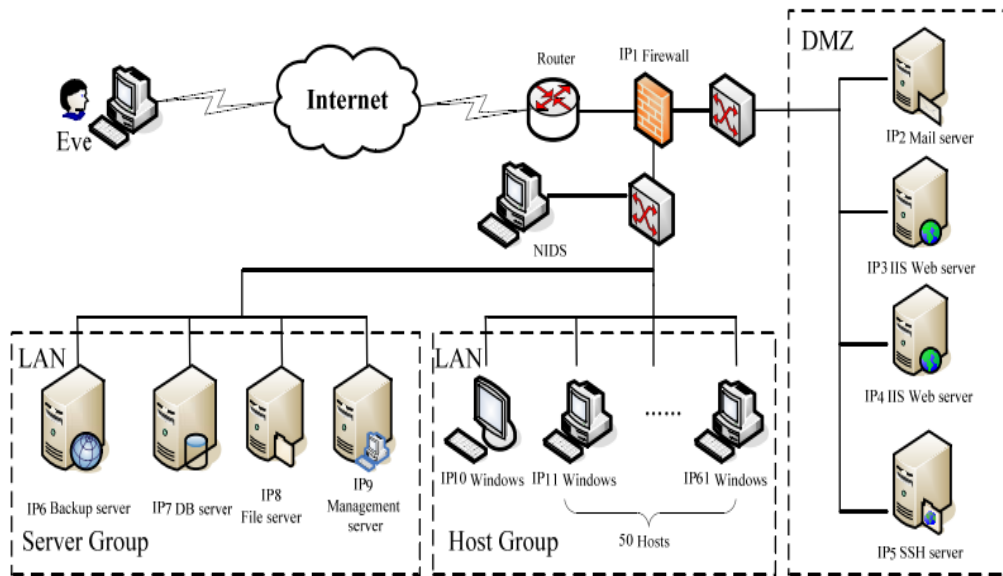 DMZ
Router
IP1 Firewall
Internet
Eve
IP2 Mail server
NIDS
IP3 IIS Web server
LAN
LAN
......
IP4 IIS Web server
IP6 Backup server
IP7 DB server
IP8
File server
IP9
Management
server
IP10 Windows
IP11 Windows
IP61 Windows
Server Group
Host Group
50 Hosts
IP5 SSH server